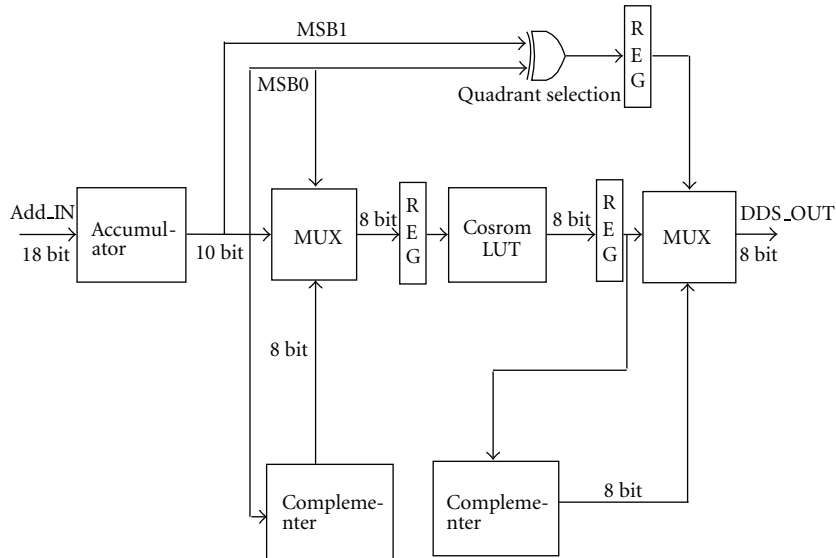 MSB1
R
E
G
MSB0
Quadrant selection
Add_IN
18 bit
Accumul-
ator
10 bit
MUX
8 bit
R
E
G
Cosrom
LUT
8 bit
R
E
G
MUX
DDS_OUT
8 bit
8 bit
Compleme-
nter
Compleme-
nter
8 bit